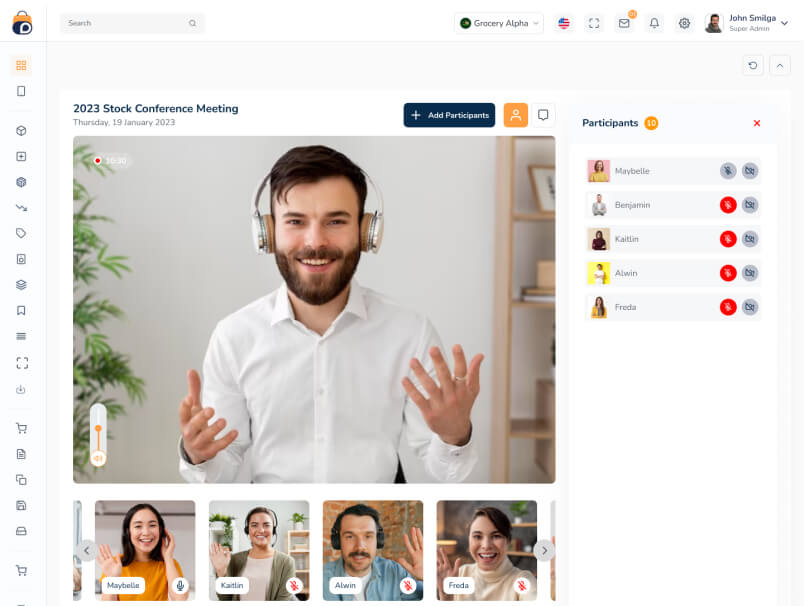 Search
Grocery Alpha
John Smilga
Super Admin
2023 Stock Conference Meeting
Thursday, 19 January 2023
Add Participants
Participants 10
10:30
Maybelle
Benjamin
Kaitlin
Alwin
Freda
Maybelle
Kaitlin
Alwin
Freda